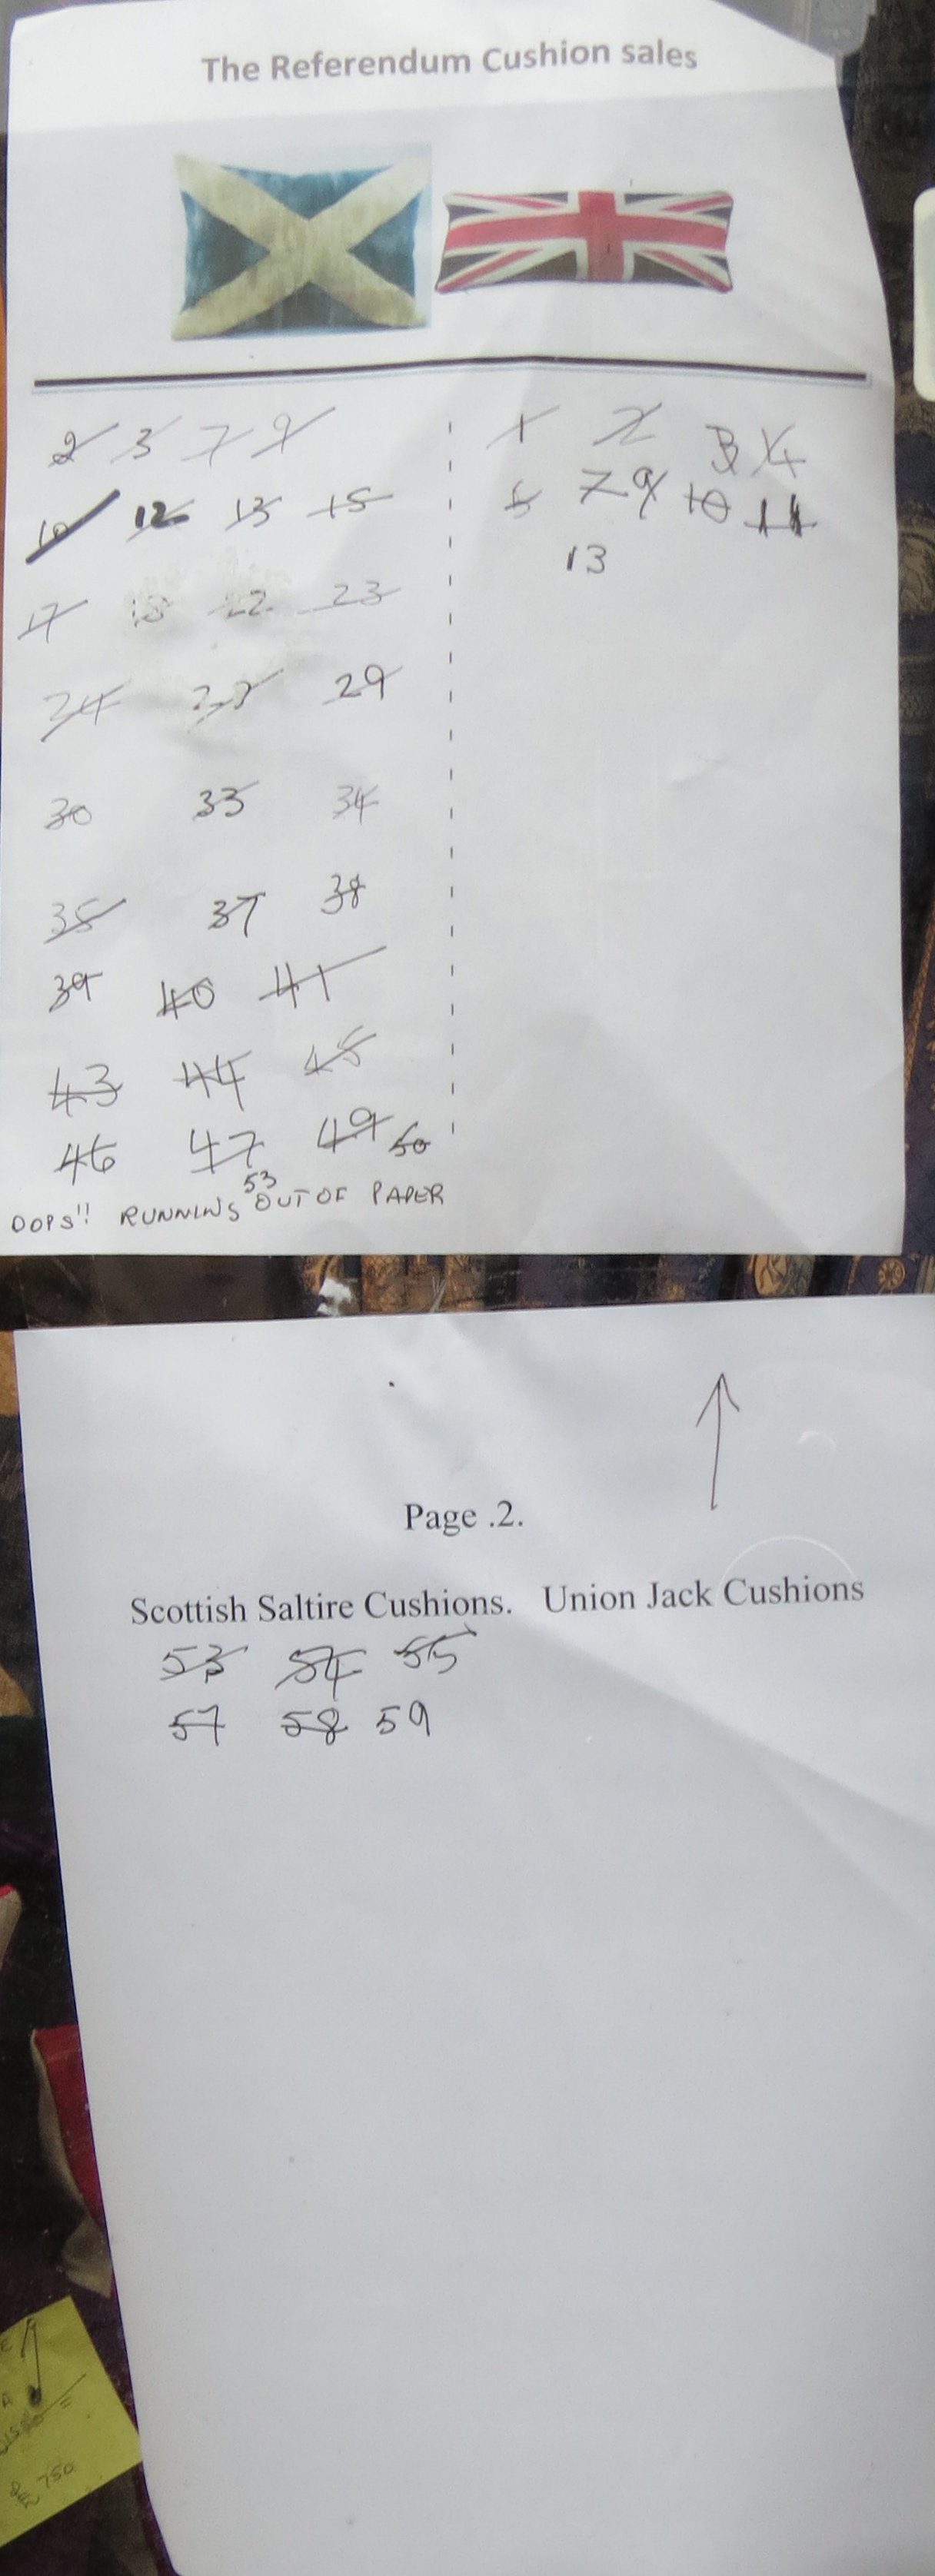 The Referendum Cushion sales
2 3 7 9
10 12 13 15
17 22 23
24 29
30 33 34
35 37 38
39 40 41
43 44 45
46 47 49 50
53
OOPS!! RUNNING OUT OF PAPER
1 2 3 4
5 7 9 10 11
13
Page .2.
Scottish Saltire Cushions. Union Jack Cushions
53 54 55
57 58 59
750